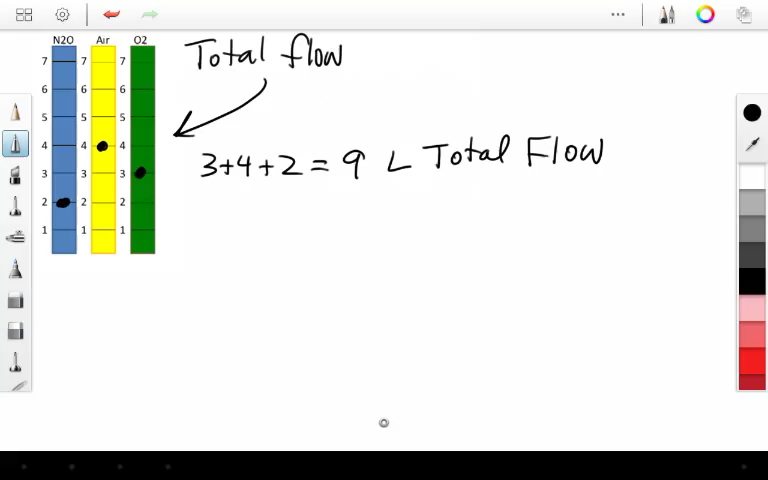 N2O Air O2
7 7 7
6 6 6
5 5 5
4 4 4
3 3 3
2 2 2
1 1 1
Total flow
3+4+2 = 9 L Total Flow